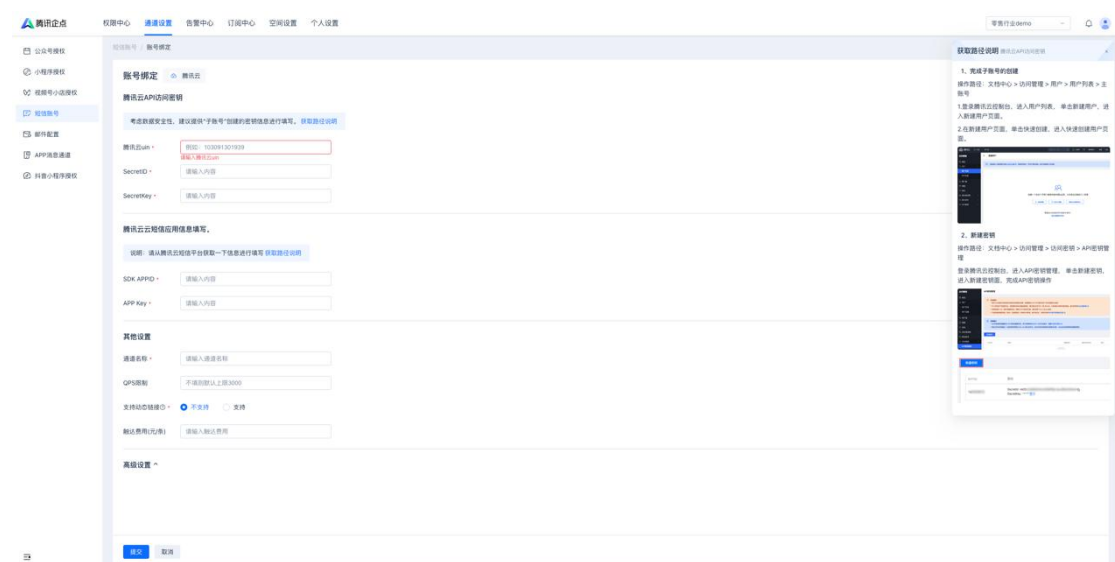 腾讯企点
权限中心 通道设置 告警中心 订阅中心 空间设置 个人设置
零售行业demo
公众号授权
小程序授权
视频号小店授权
短信账号
邮件配置
APP消息通道
抖音小程序授权
短信账号 / 账号绑定
账号绑定 腾讯云
腾讯云API访问密钥
考虑数据安全性，建议提供“子账号”创建的密钥信息进行填写。获取路径说明
腾讯云uin *
例如：103091301939
请输入腾讯云uin
SecretID * 请输入内容
SecretKey * 请输入内容
腾讯云云短信应用信息填写。
说明：请从腾讯云短信平台获取一下信息进行填写 获取路径说明
SDK APPID * 请输入内容
APP Key * 请输入内容
其他设置
通道名称 * 请输入通道名称
QPS限制 不填则默认上限3000
支持动态链接 * 不支持 支持
触达费用(元/条) 请输入触达费用
高级设置
提交 取消
获取路径说明 腾讯云API访问密钥
1、完成子账号的创建
操作路径：文档中心 > 访问管理 > 用户 > 用户列表 > 主
账号
1.登录腾讯云控制台，进入用户列表，单击新建用户，进
入新建用户页面。
2.在新建用户页面，单击快速创建，进入快速创建用户页
面。
2、新建密钥
操作路径：文档中心 > 访问管理 > 访问密钥 > API密钥管
理
登录腾讯云控制台，进入API密钥管理，单击新建密钥，
进入新建密钥面，完成API密钥操作